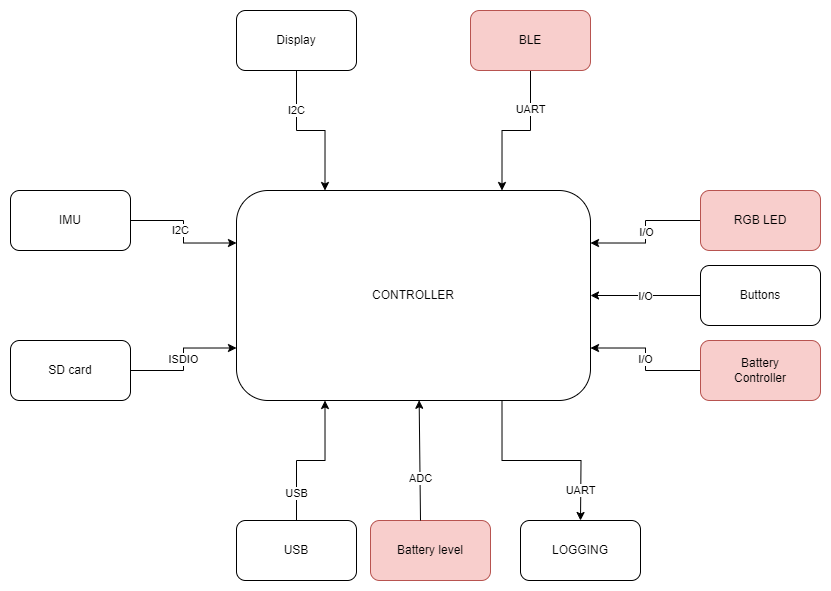 Display
BLE
I2C
UART
IMU
I2C
RGB LED
I/O
CONTROLLER
I/O
Buttons
SD card
ISDIO
I/O
Battery
Controller
USB
ADC
UART
USB
Battery level
LOGGING